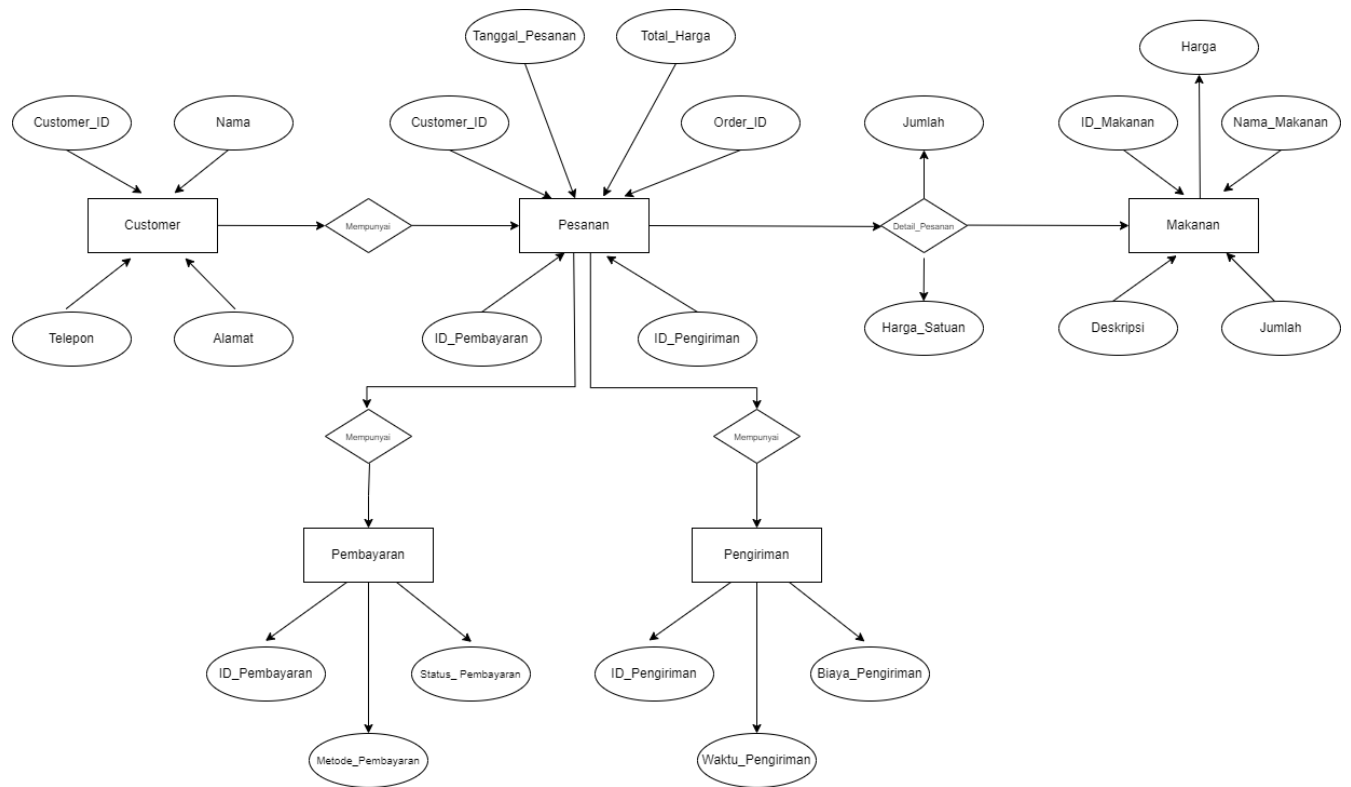 Tanggal_Pesanan
Total_Harga
Harga
Customer_ID
Nama
Customer_ID
Order_ID
Jumlah
ID_Makanan
Nama_Makanan
Customer
Mempunyai
Pesanan
Detail_Pesanan
Makanan
Telepon
Alamat
ID_Pembayaran
ID_Pengiriman
Harga_Satuan
Deskripsi
Jumlah
Mempunyai
Mempunyai
Pembayaran
Pengiriman
ID_Pembayaran
Status_ Pembayaran
ID_Pengiriman
Biaya_Pengiriman
Metode_Pembayaran
Waktu_Pengiriman